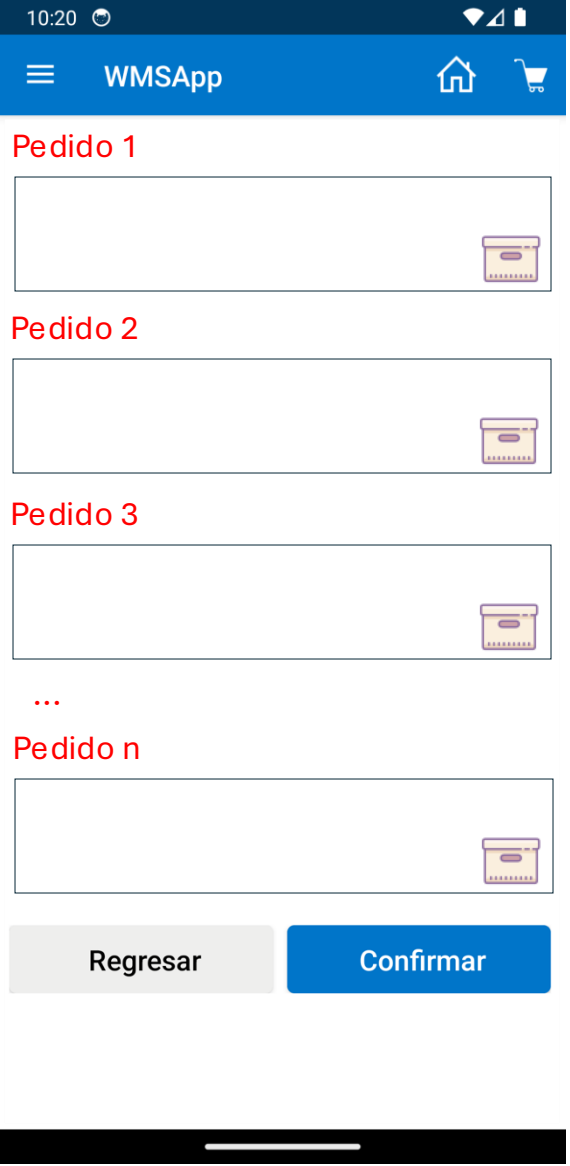 10:20
WMSApp
Pedido 1
Pedido 2
Pedido 3
...
Pedido n
Regresar
Confirmar